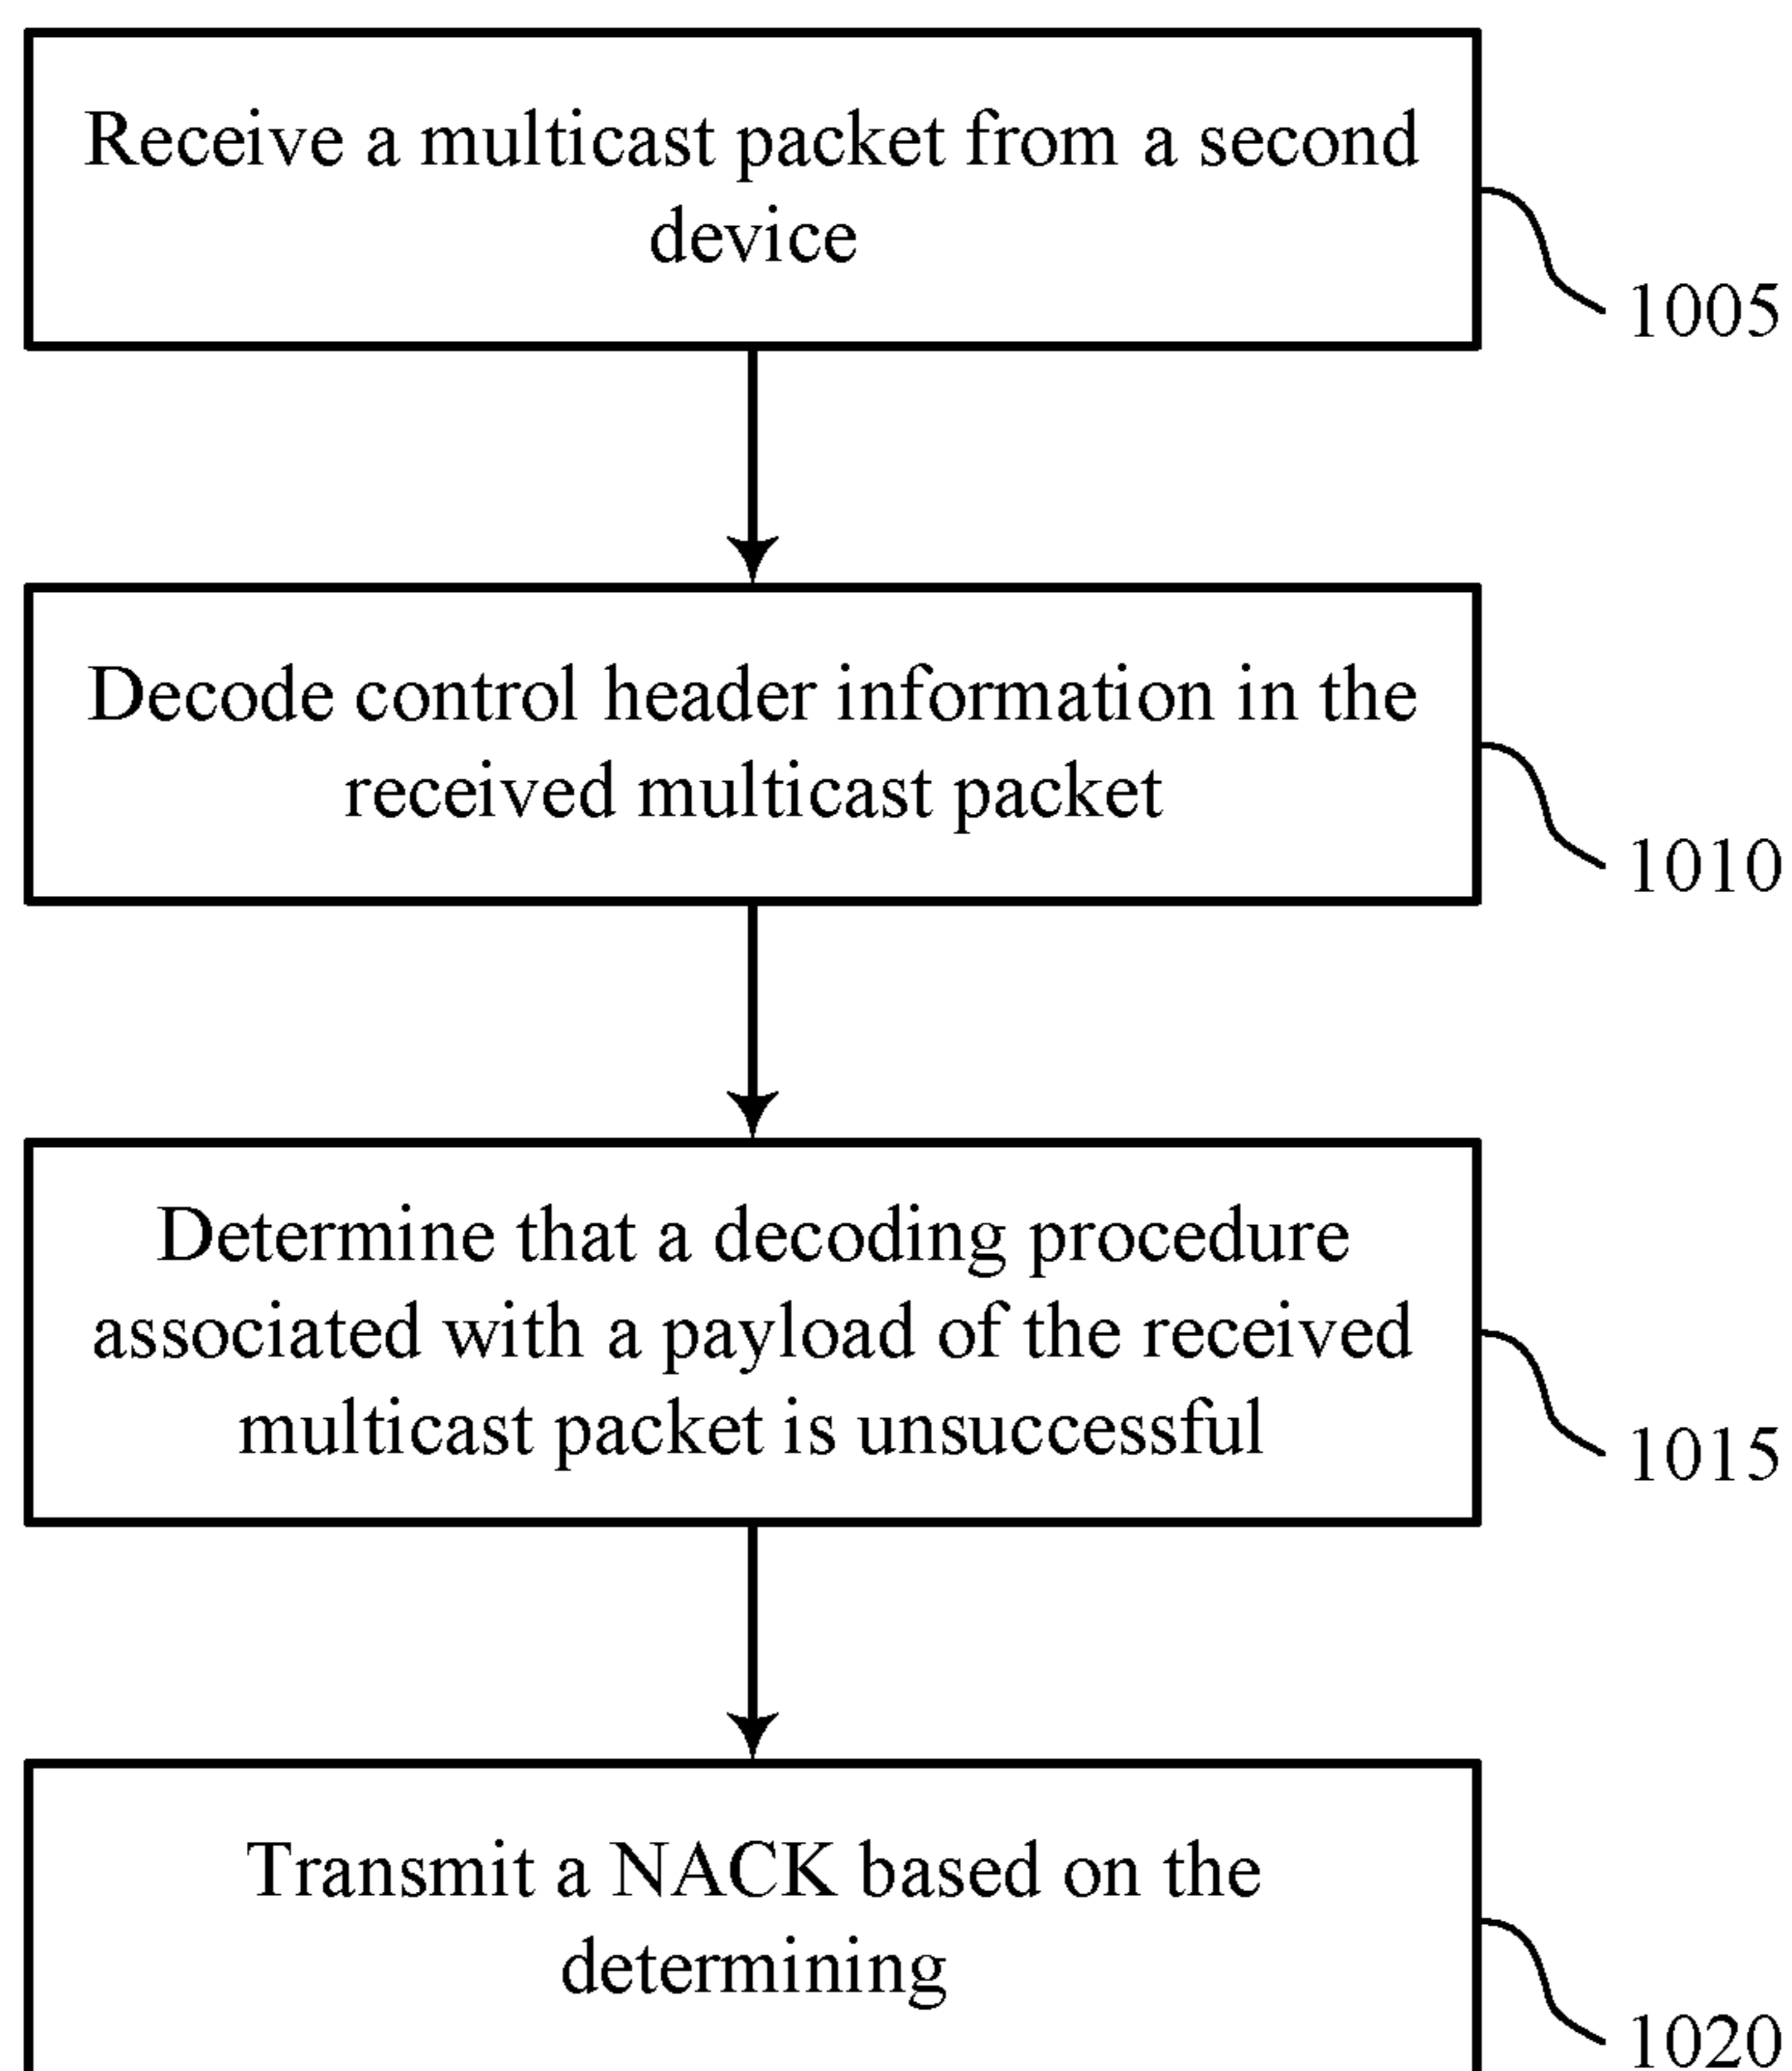 Receive a multicast packet from a second
device
1005
Decode control header information in the
received multicast packet
1010
Determine that a decoding procedure
associated with a payload of the received
multicast packet is unsuccessful
1015
Transmit a NACK based on the
determining
1020